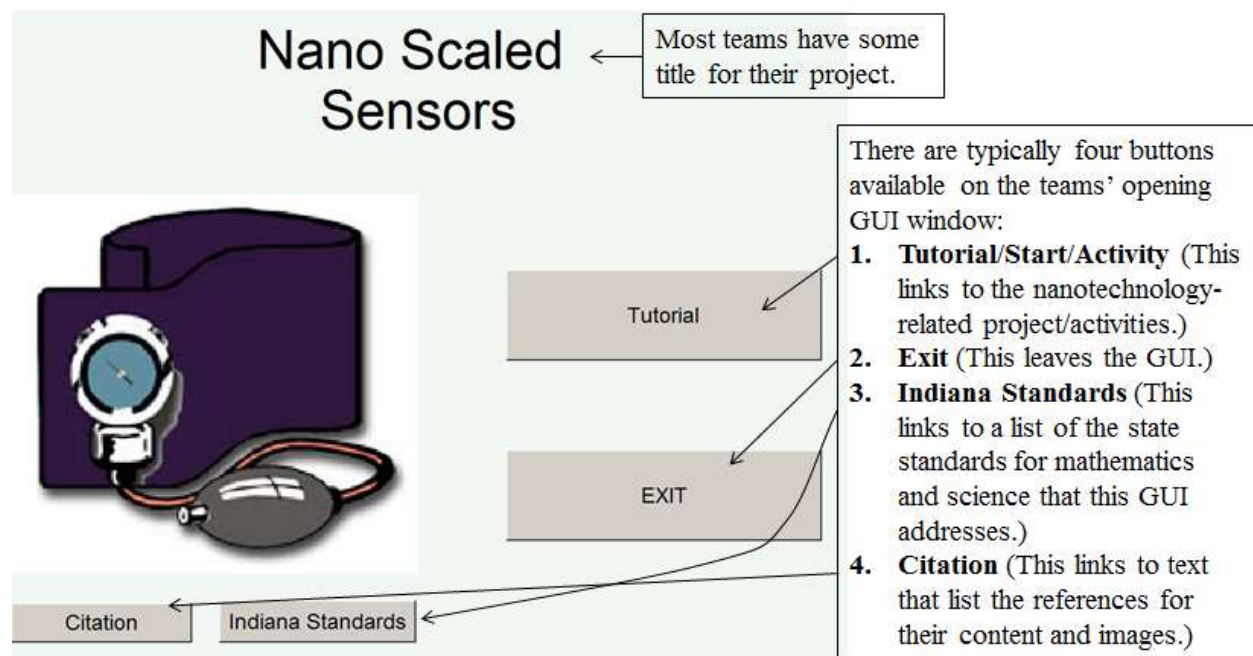 Nano Scaled
Sensors
Most teams have some
title for their project.
Tutorial
EXIT
Citation
Indiana Standards
There are typically four buttons
available on the teams’ opening
GUI window:
1. Tutorial/Start/Activity (This
links to the nanotechnology-
related project/activities.)
2. Exit (This leaves the GUI.)
3. Indiana Standards (This
links to a list of the state
standards for mathematics
and science that this GUI
addresses.)
4. Citation (This links to text
that list the references for
their content and images.)